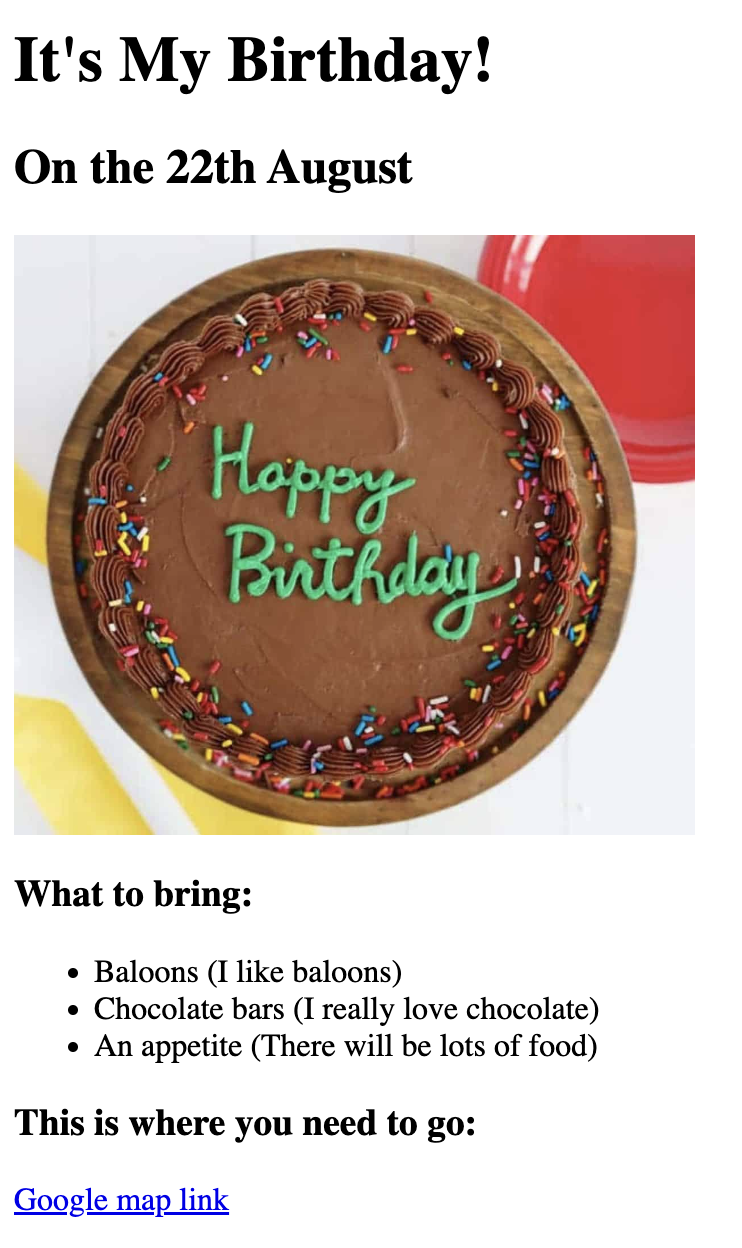 It's My Birthday!
On the 22th August
Happy
Birthday
What to bring:
Baloons (I like baloons)
Chocolate bars (I really love chocolate)
An appetite (There will be lots of food)
This is where you need to go:
Google map link